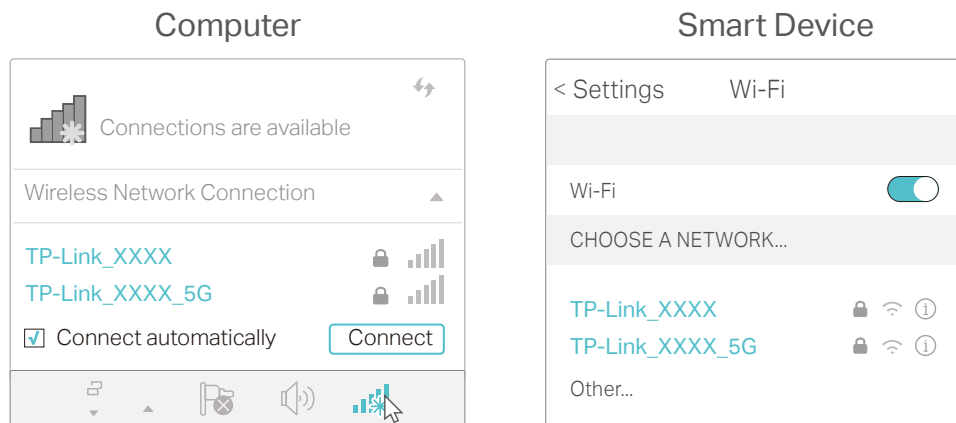 Computer
Connections are available
Wireless Network Connection
TP-Link_XXXX
TP-Link_XXXX_5G
Connect automatically
Connect
Smart Device
< Settings Wi-Fi
Wi-Fi
CHOOSE A NETWORK...
TP-Link_XXXX
TP-Link_XXXX_5G
Other...